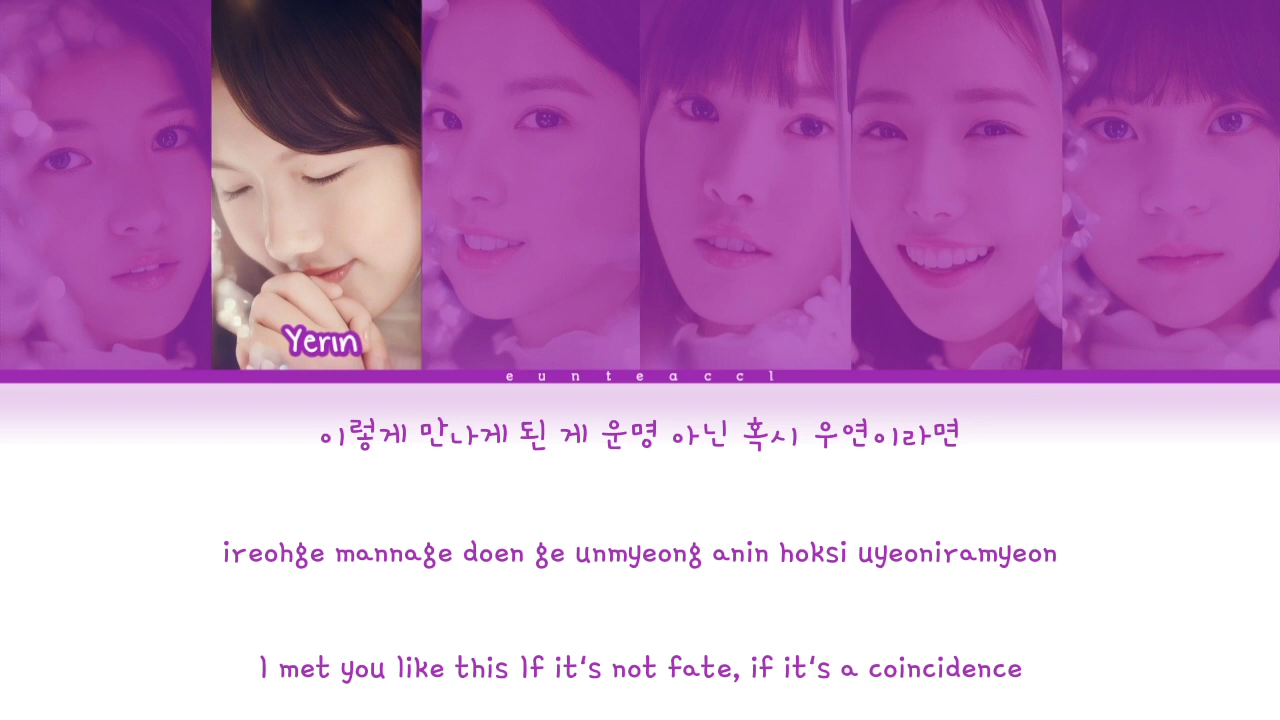 Yerin
eunteaccl
이렇게 만나게 된 게 운명 아닌 혹시 우연이라면
ireohge mannage doen ge unmyeong anin hoksi uyeoniramyeon
I met you like this If it's not fate, if it's a coincidence